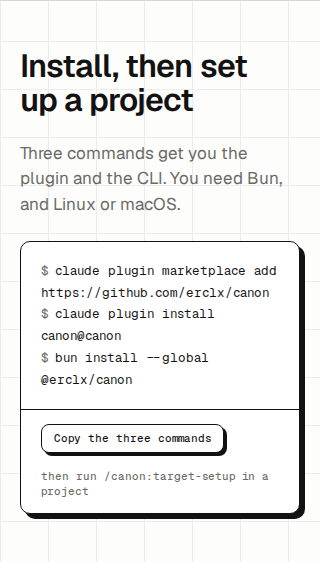 Install, then set
up a project
Three commands get you the
plugin and the CLI. You need Bun,
and Linux or macOS.
$ claude plugin marketplace add
https://github.com/erclx/canon
$ claude plugin install
canon@canon
$ bun install --global
@erclx/canon
Copy the three commands
then run /canon:target-setup in a
project